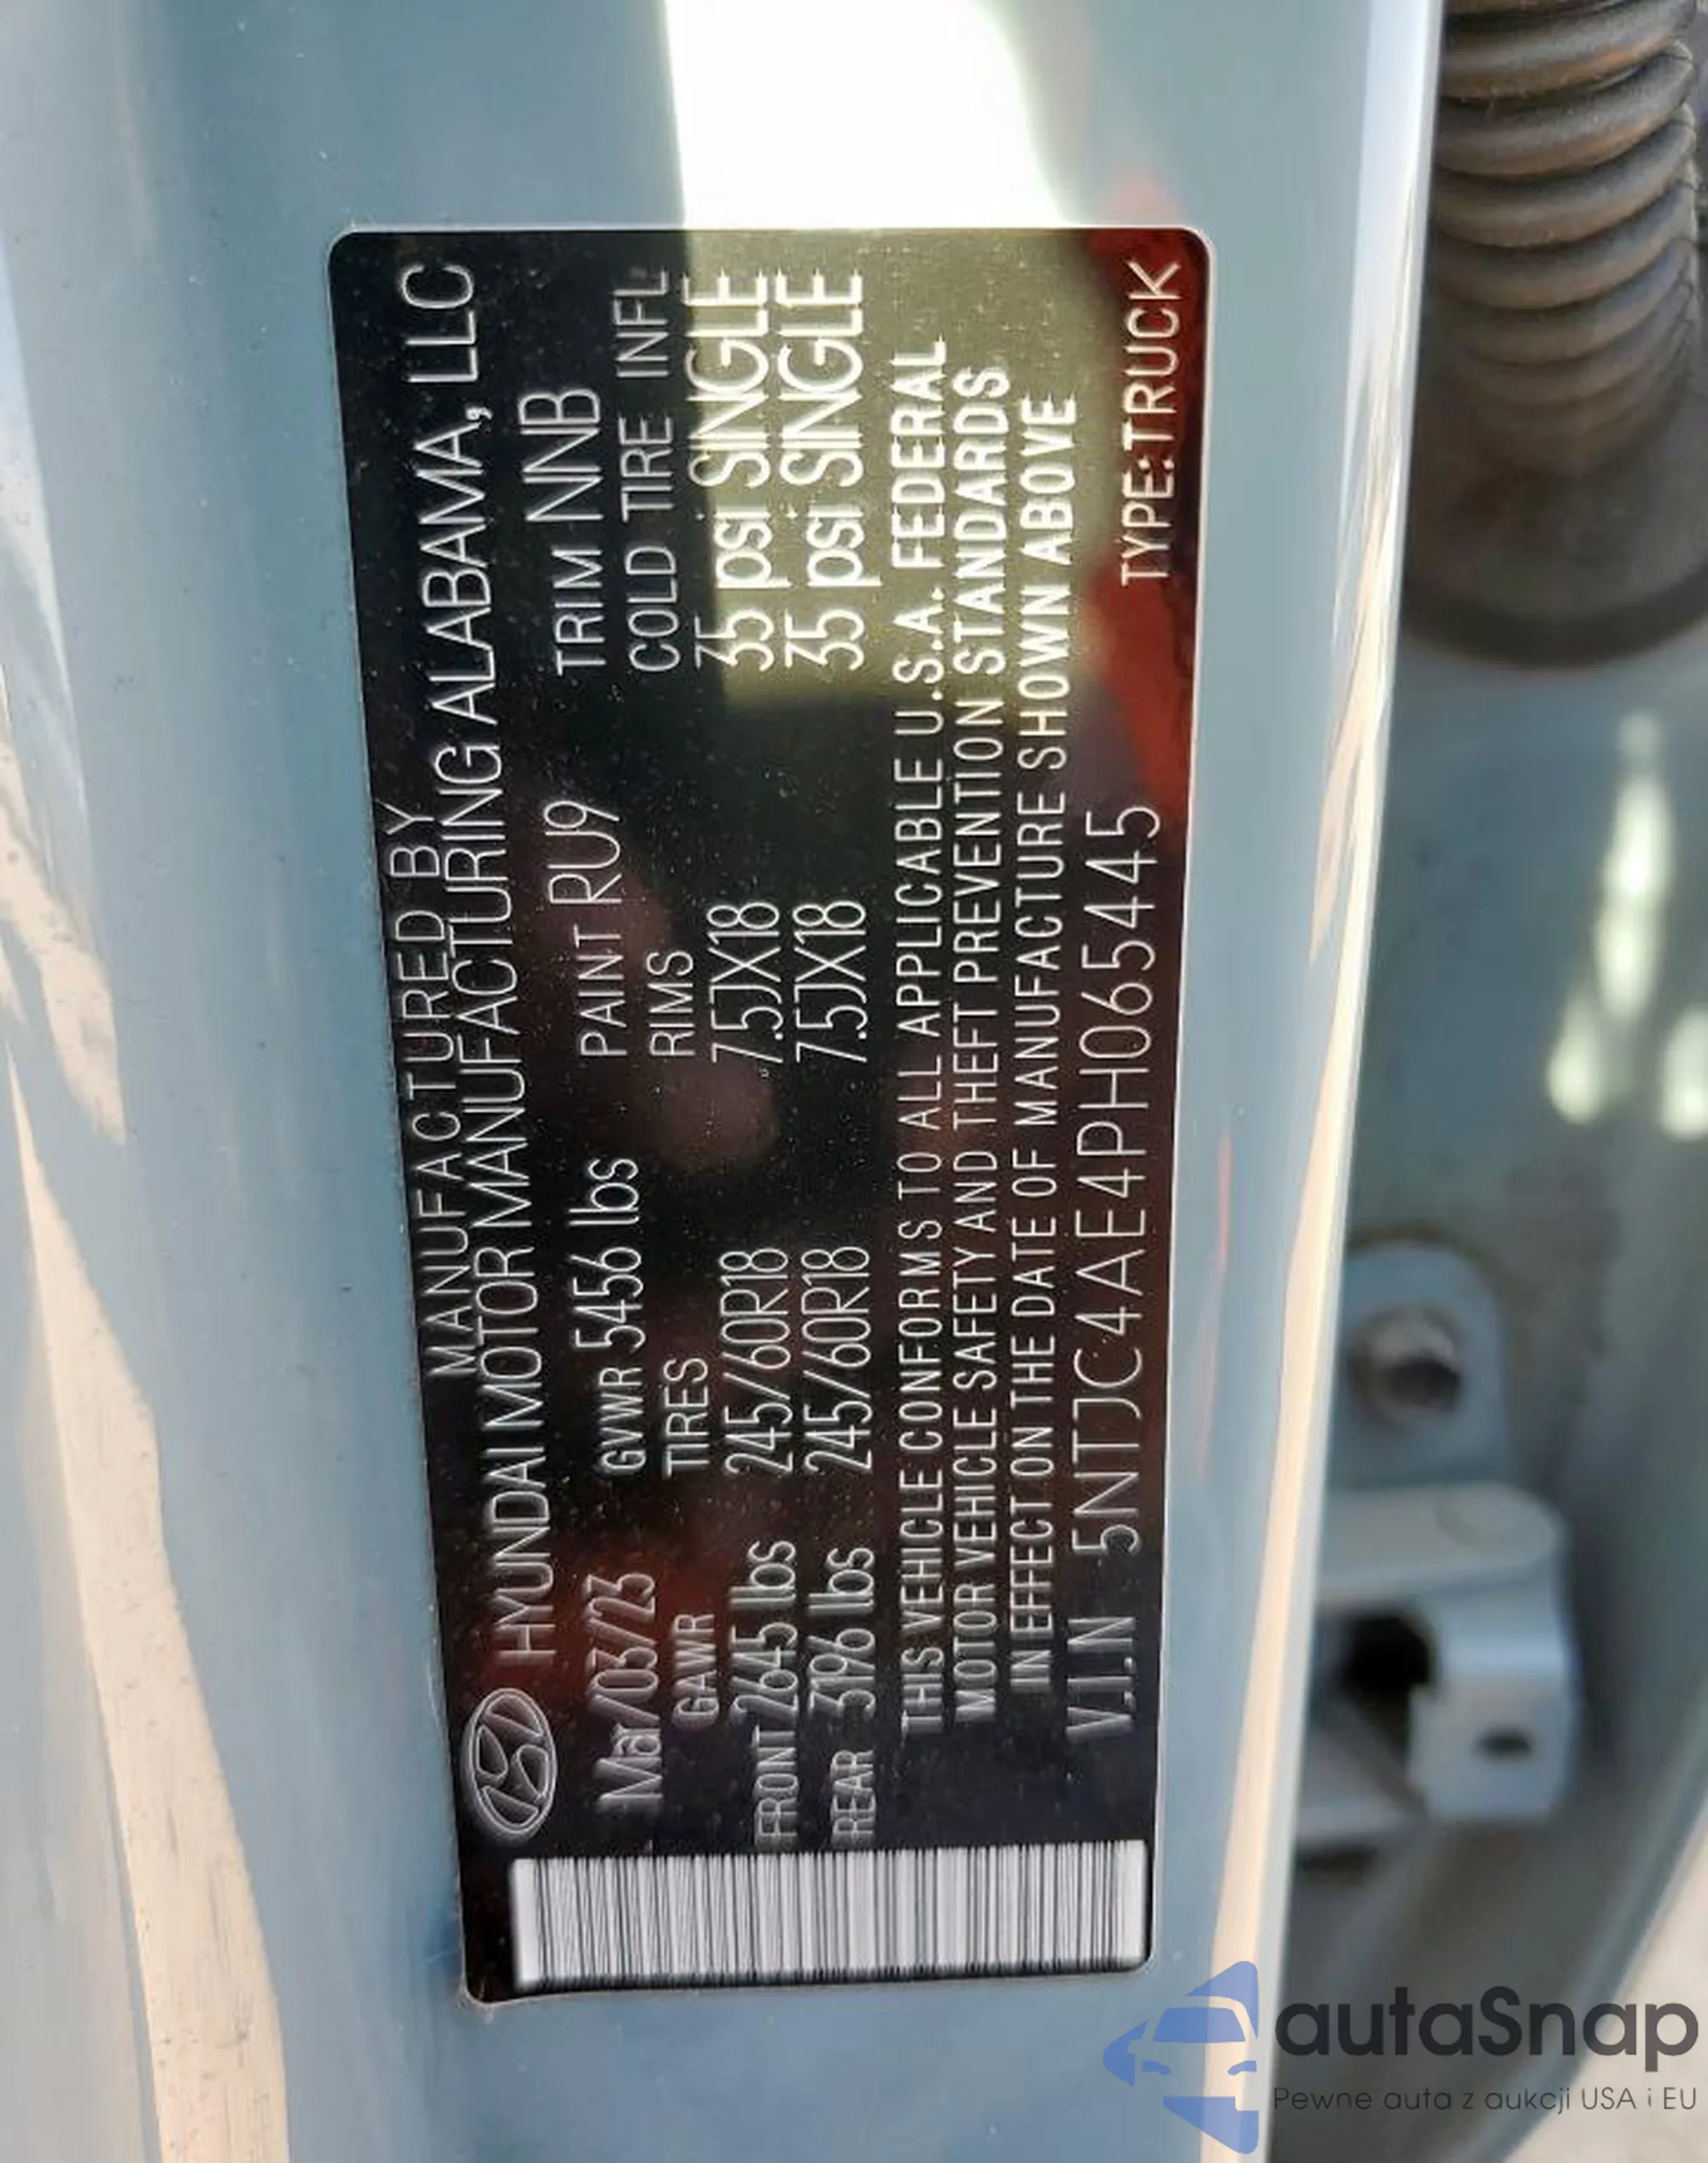 MANUFACTURED BY
HYUNDAI MOTOR MANUFACTURING ALABAMA, LLC
Mar/03/23 GVWR 5456 lbs PAINT RU9 TRIM NNB
GAWR TIRES RIMS COLD TIRE INFL
FRONT 2645 lbs 245/60R18 7.5JX18 35 psi SINGLE
REAR 3196 lbs 245/60R18 7.5JX18 35 psi SINGLE
THIS VEHICLE CONFORMS TO ALL APPLICABLE U.S.A. FEDERAL
MOTOR VEHICLE SAFETY AND THEFT PREVENTION STANDARDS
IN EFFECT ON THE DATE OF MANUFACTURE SHOWN ABOVE
V.I.N 5NTJC4AE4PH065445 TYPE:TRUCK
autaSnap
Pewne auta z aukcji USA i EU